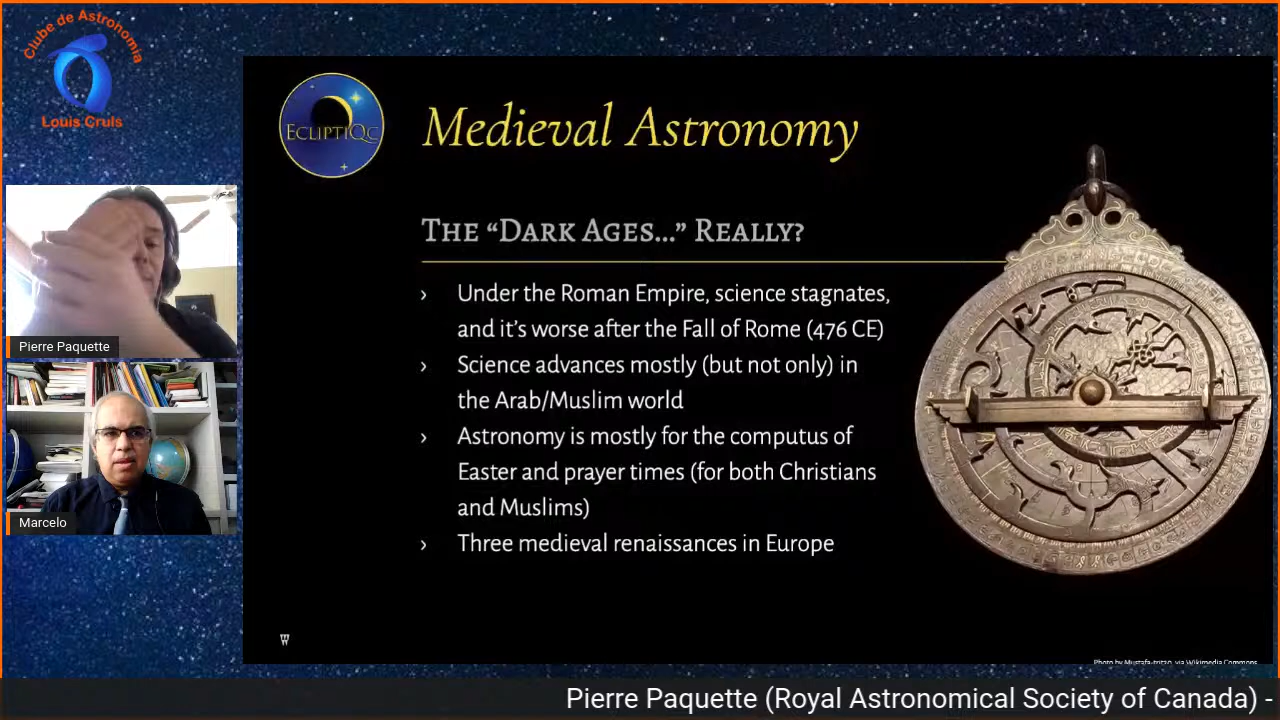 Clube de Astronomia
Louis Cruls
EclipTiQc
Medieval Astronomy
The “Dark Ages…” Really?
› Under the Roman Empire, science stagnates,
and it’s worse after the Fall of Rome (476 CE)
› Science advances mostly (but not only) in
the Arab/Muslim world
› Astronomy is mostly for the computus of
Easter and prayer times (for both Christians
and Muslims)
› Three medieval renaissances in Europe
Pierre Paquette
Marcelo
W
via Wikimedia Commons
Pierre Paquette (Royal Astronomical Society of Canada) -